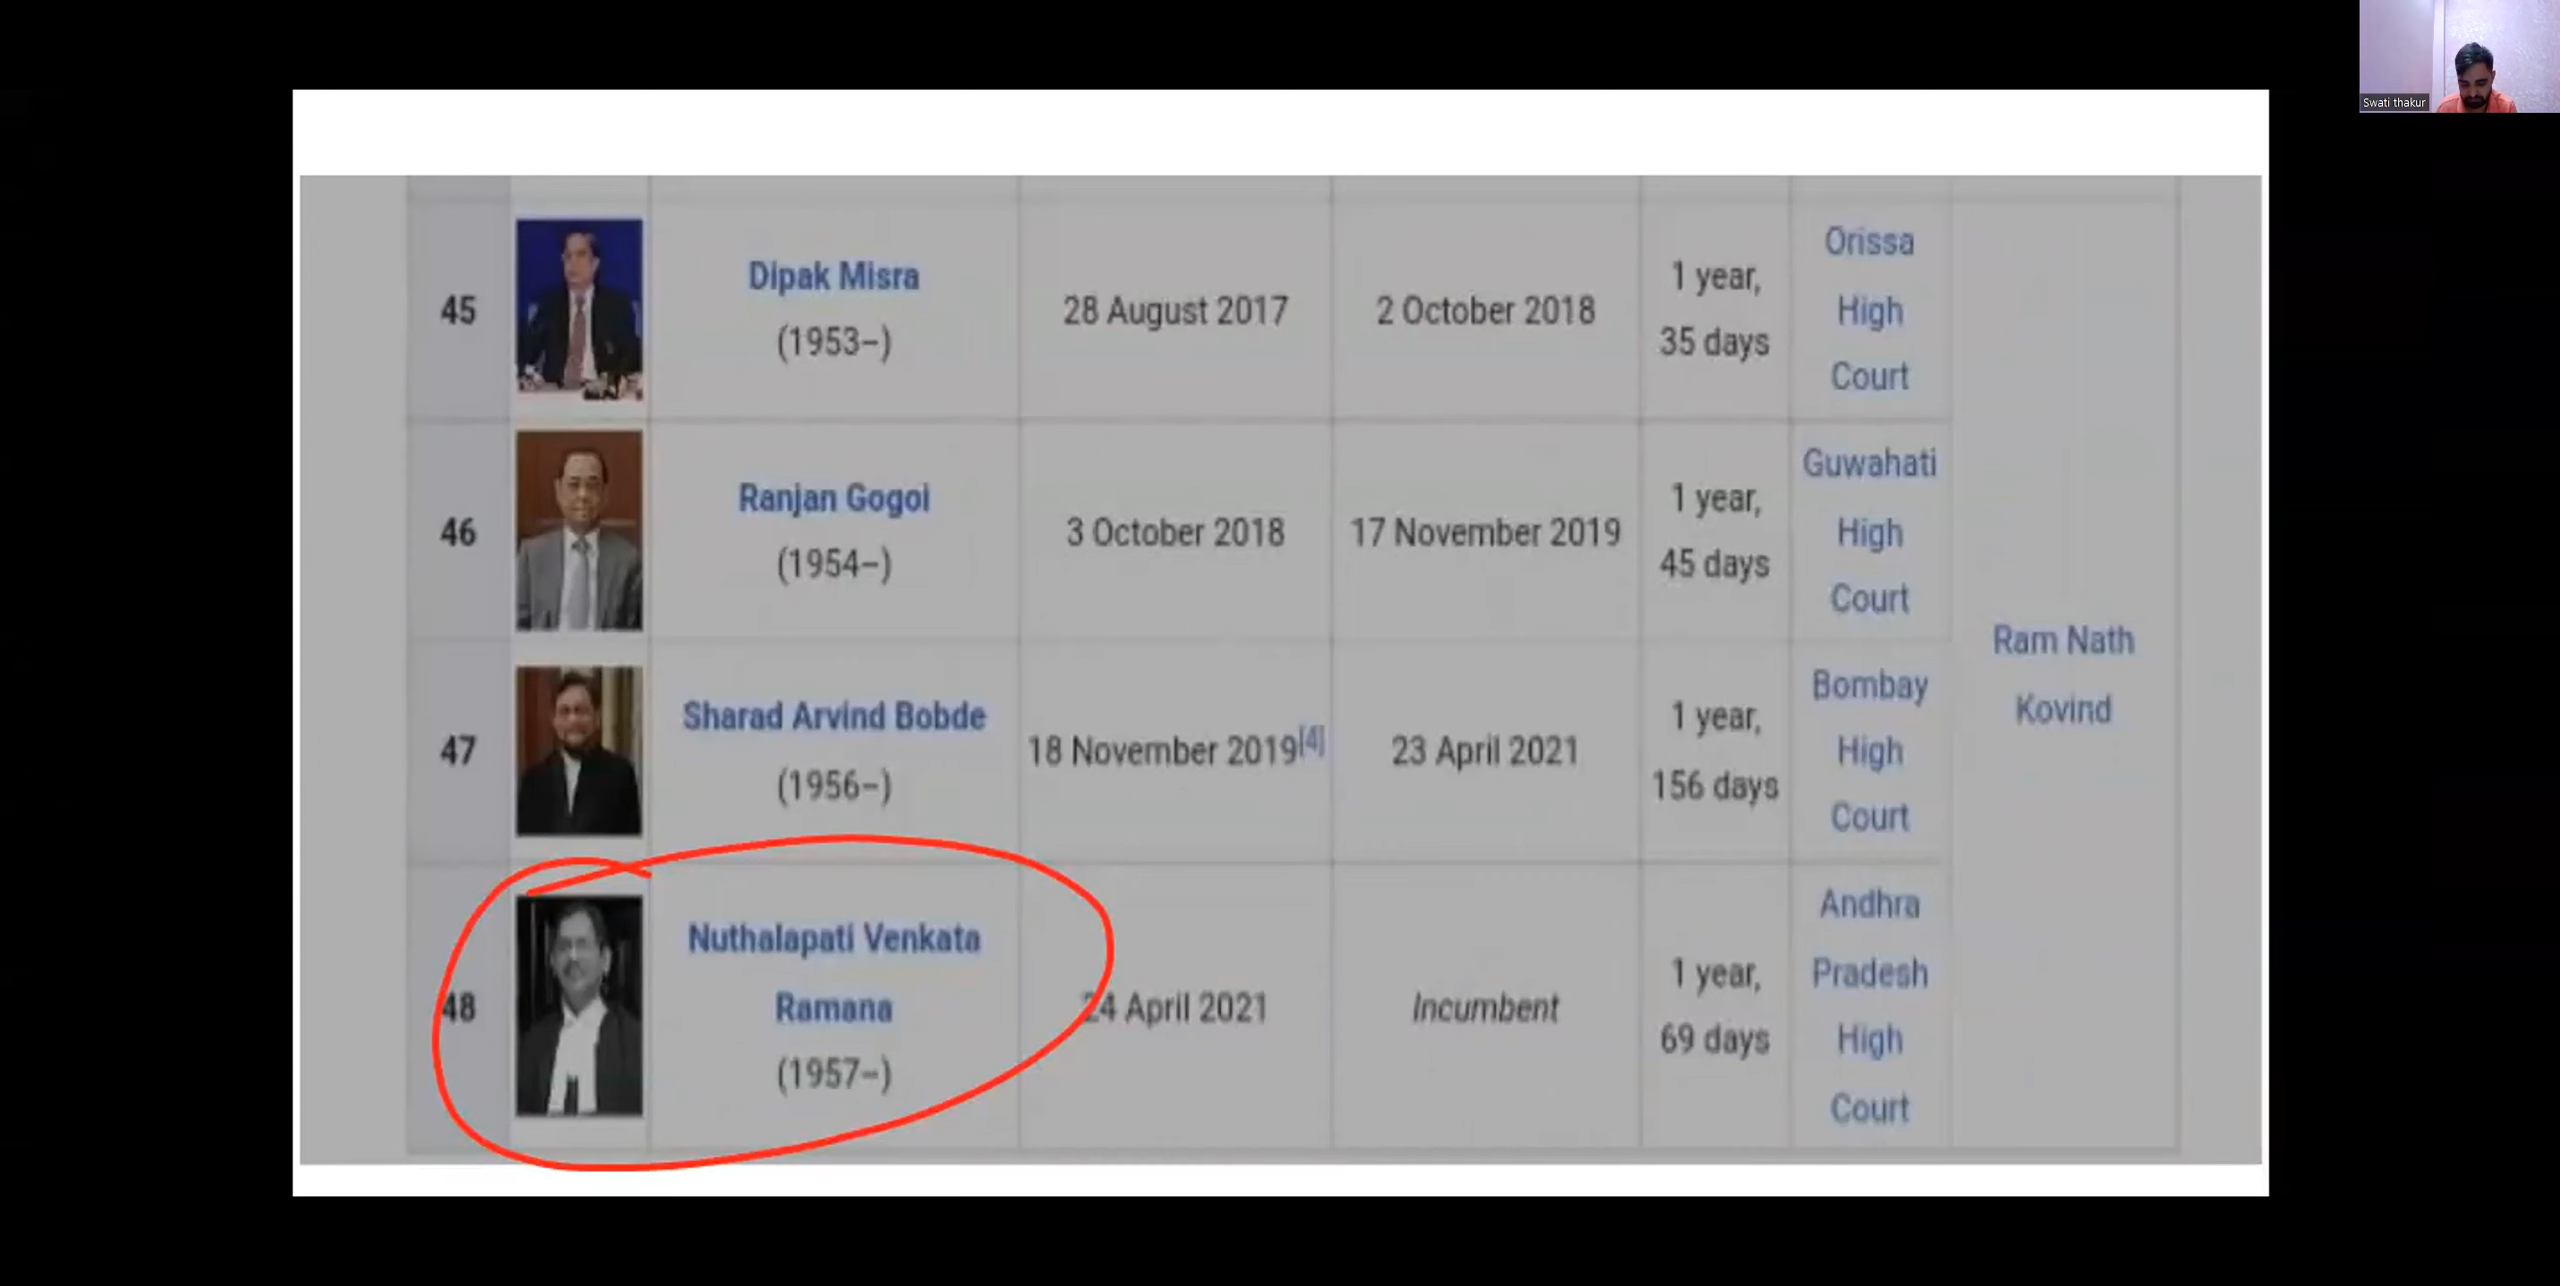 Swati thakur
45
Dipak Misra
(1953–)
28 August 2017
2 October 2018
1 year,
35 days
Orissa
High
Court
46
Ranjan Gogoi
(1954–)
3 October 2018
17 November 2019
1 year,
45 days
Guwahati
High
Court
47
Sharad Arvind Bobde
(1956–)
18 November 2019[4]
23 April 2021
1 year,
156 days
Bombay
High
Court
48
Nuthalapati Venkata
Ramana
(1957–)
24 April 2021
Incumbent
1 year,
69 days
Andhra
Pradesh
High
Court
Ram Nath
Kovind